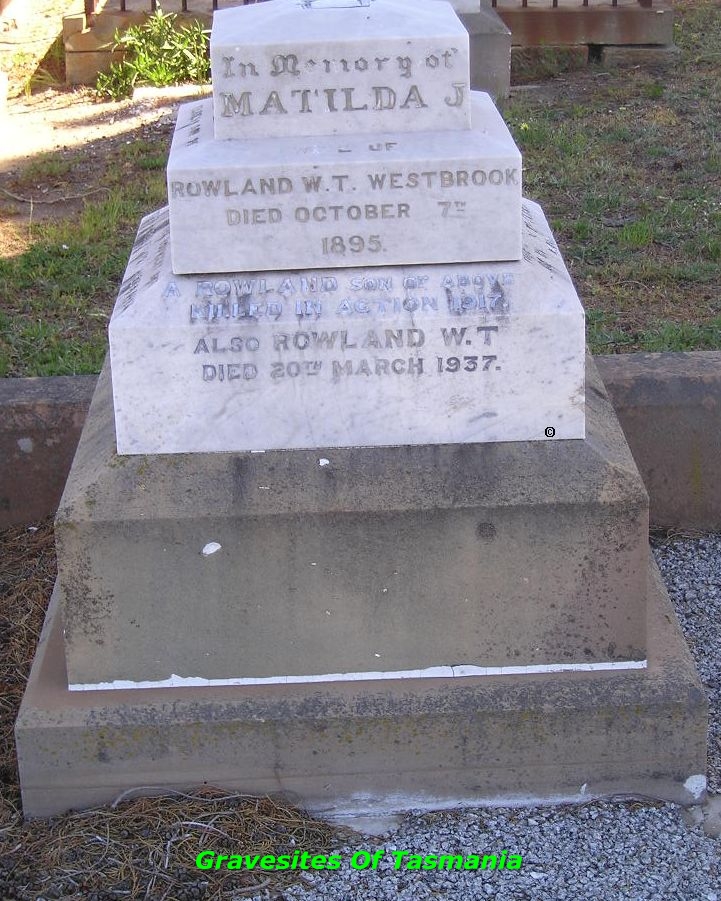 In Memory of
MATILDA J
OF
ROWLAND W.T. WESTBROOK
DIED OCTOBER 7TH
1895.
A ROWLAND SON OF ABOVE
KILLED IN ACTION 1917.
ALSO ROWLAND W.T
DIED 20TH MARCH 1937.
©
Gravesites Of Tasmania